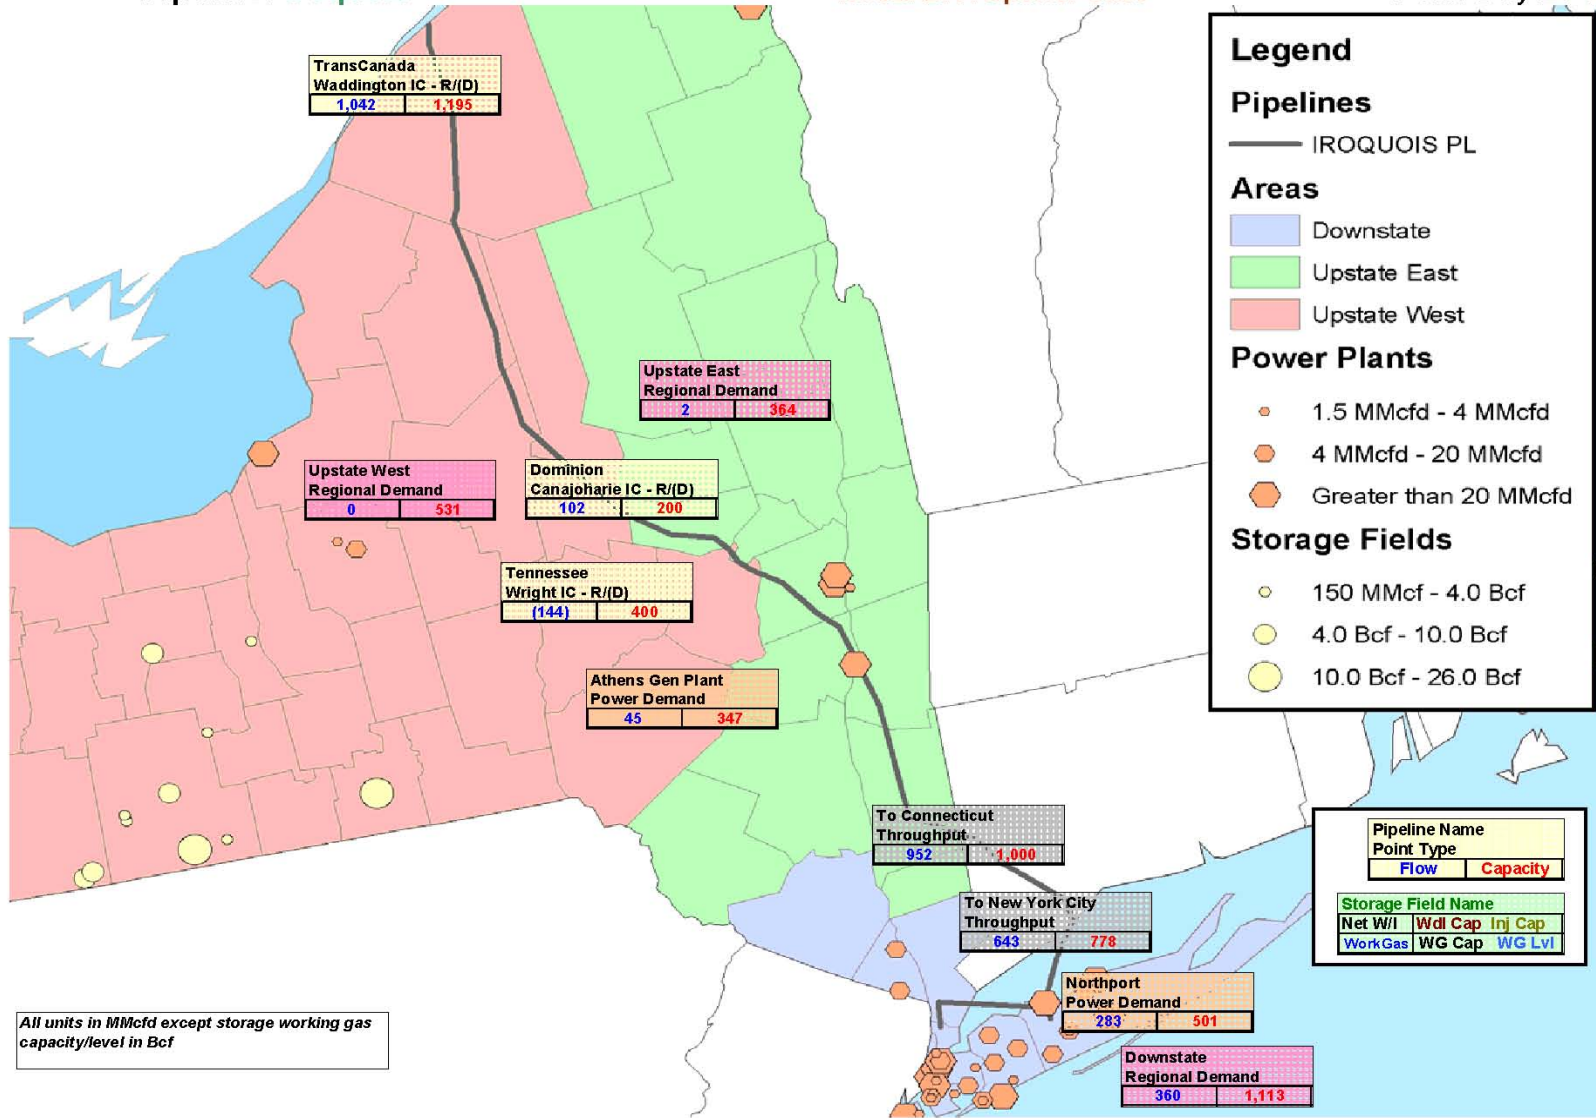 TransCanada
Waddington IC - R/(D)
1,042 1,195
Upstate East
Regional Demand
2 364
Upstate West
Regional Demand
0 531
Dominion
Canajoharie IC - R/(D)
102 200
Tennessee
Wright IC - R/(D)
(144) 400
Athens Gen Plant
Power Demand
45 347
To Connecticut
Throughput
952 1,000
To New York City
Throughput
643 778
Northport
Power Demand
283 501
Downstate
Regional Demand
360 1,113
All units in MMcfd except storage working gas
capacity/level in Bcf
Legend
Pipelines
IROQUOIS PL
Areas
Downstate
Upstate East
Upstate West
Power Plants
1.5 MMcfd - 4 MMcfd
4 MMcfd - 20 MMcfd
Greater than 20 MMcfd
Storage Fields
150 MMcf - 4.0 Bcf
4.0 Bcf - 10.0 Bcf
10.0 Bcf - 26.0 Bcf
Pipeline Name
Point Type
Flow Capacity
Storage Field Name
Net W/I Wdl Cap Inj Cap
WorkGas WG Cap WG Lvl